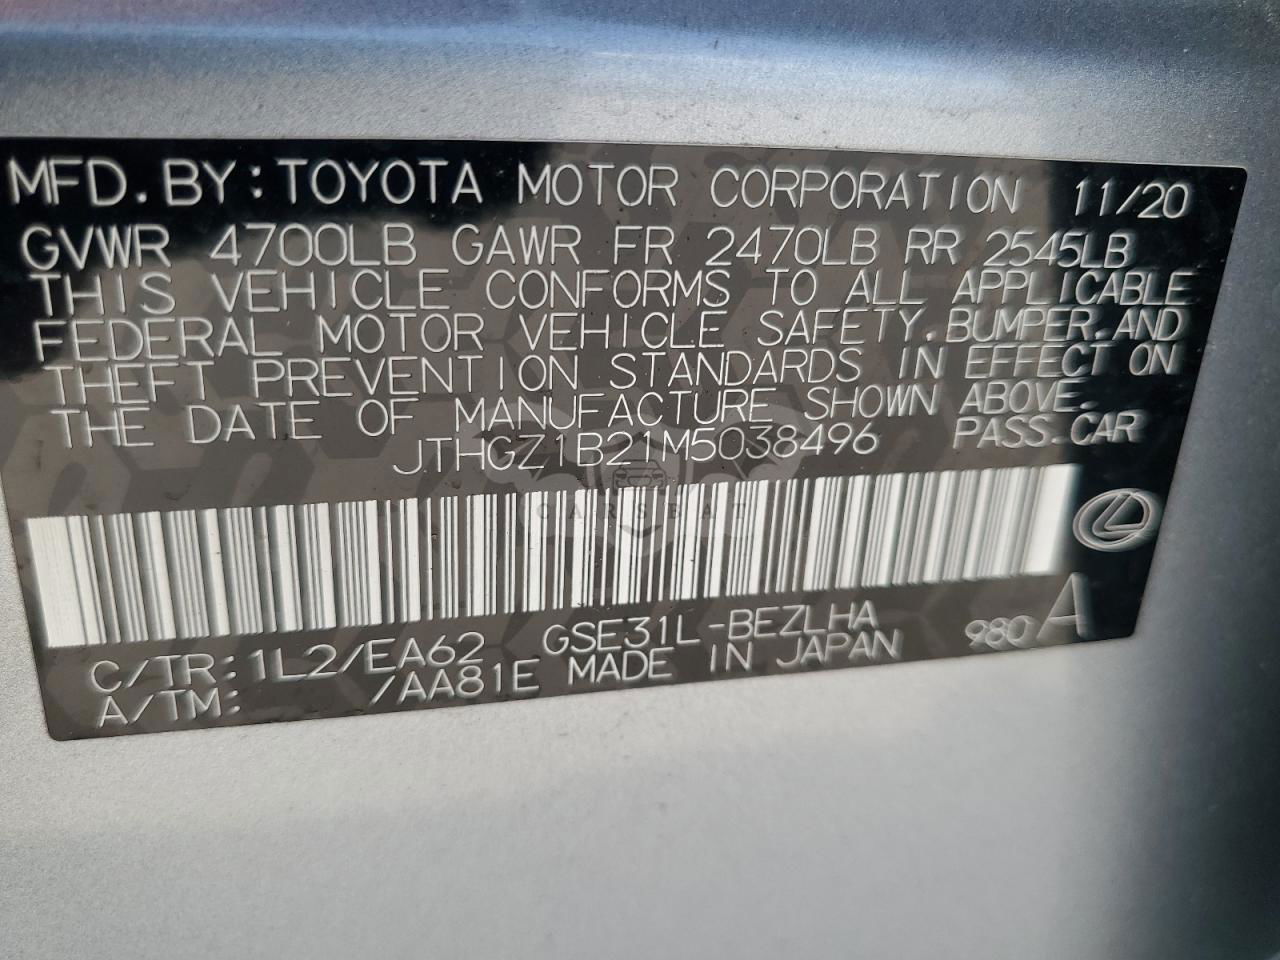 MFD.BY:TOYOTA MOTOR CORPORATION 11/20
GVWR 4700LB GAWR FR 2470LB RR 2545LB
THIS VEHICLE CONFORMS TO ALL APPLICABLE
FEDERAL MOTOR VEHICLE SAFETY,BUMPER,AND
THEFT PREVENTION STANDARDS IN EFFECT ON
THE DATE OF MANUFACTURE SHOWN ABOVE.
JTHGZ1B21M5038496 PASS.CAR
CARSBAT
C/TR:1L2/EA62 GSE31L-BEZLHA 980 A
A/TM: /AA81E MADE IN JAPAN